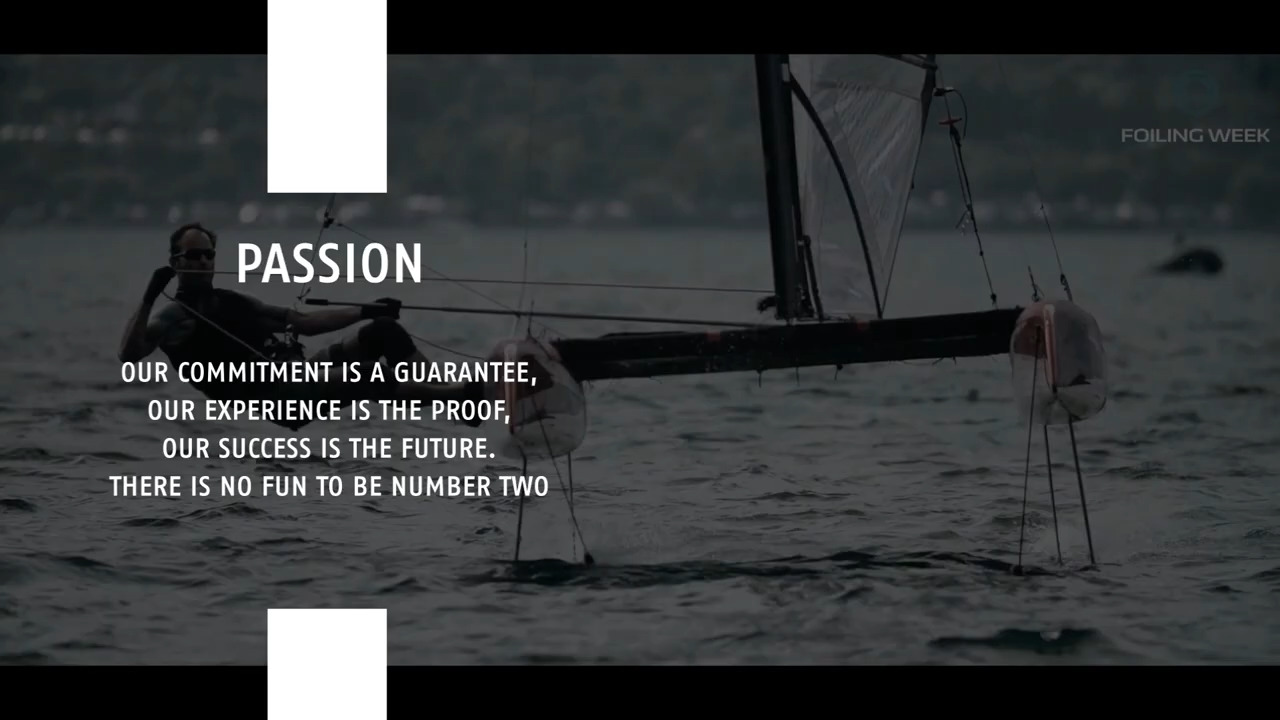 FOILING WEEK
PASSION
OUR COMMITMENT IS A GUARANTEE,
OUR EXPERIENCE IS THE PROOF,
OUR SUCCESS IS THE FUTURE.
THERE IS NO FUN TO BE NUMBER TWO